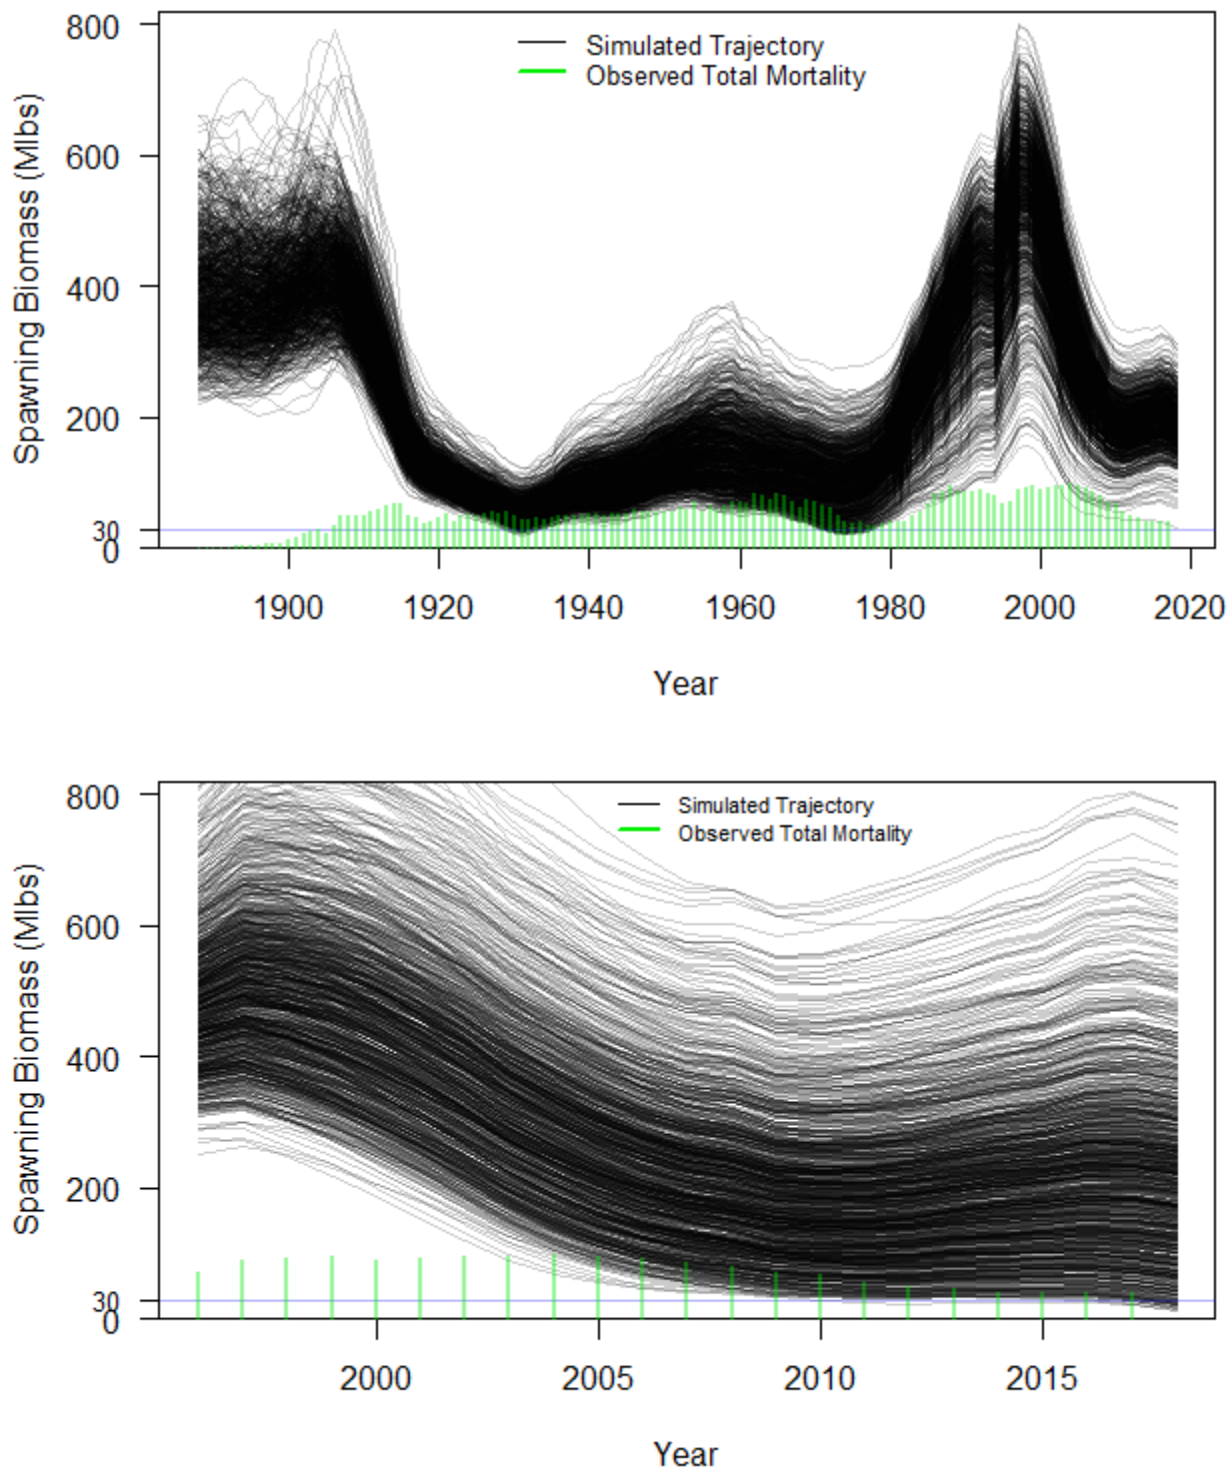 800
600
400
200
30
0
Spawning Biomass (Mlbs)
Simulated Trajectory
Observed Total Mortality
1900 1920 1940 1960 1980 2000 2020
Year
800
600
400
200
30
0
Spawning Biomass (Mlbs)
Simulated Trajectory
Observed Total Mortality
2000 2005 2010 2015
Year